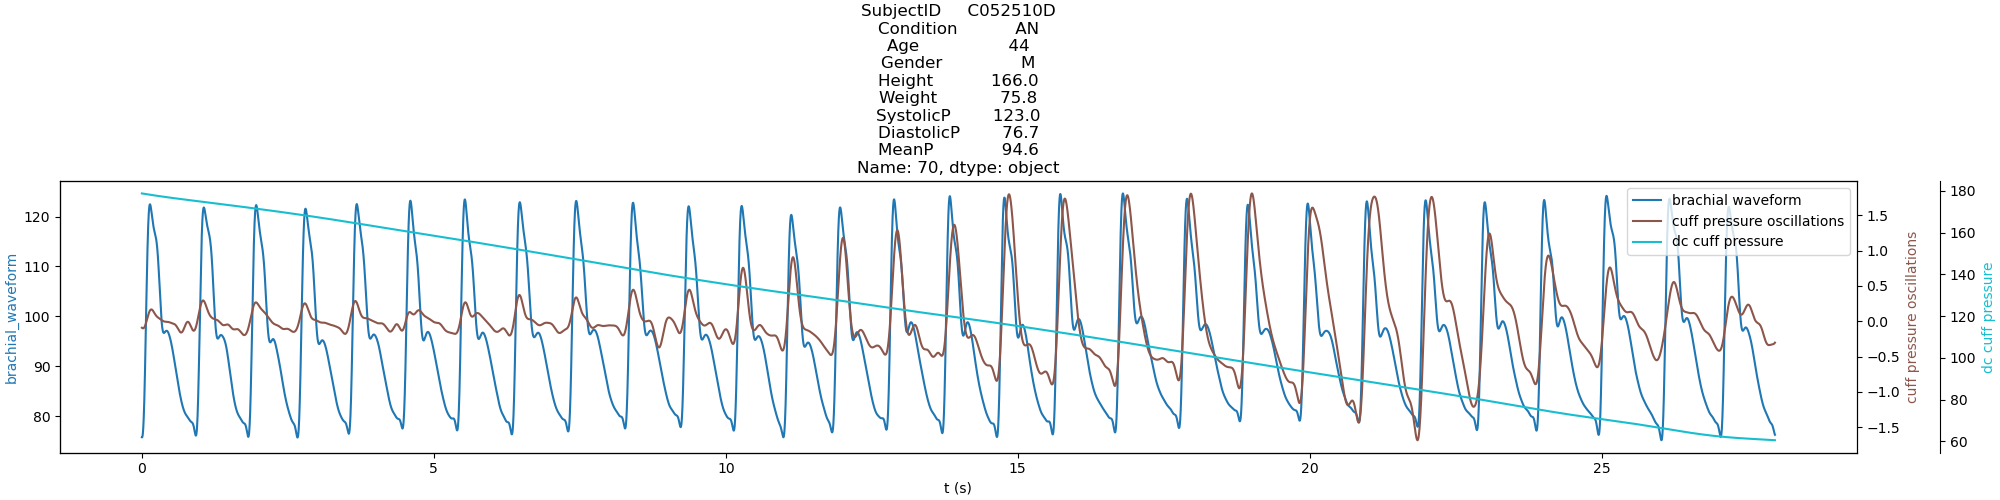 SubjectID C052510D
Condition AN
Age 44
Gender M
Height 166.0
Weight 75.8
SystolicP 123.0
DiastolicP 76.7
MeanP 94.6
Name: 70, dtype: object
brachial waveform
cuff pressure oscillations
dc cuff pressure
brachial_waveform
120
110
100
90
80
0 5 10 15 20 25
t (s)
1.5
1.0
0.5
0.0
−0.5
−1.0
−1.5
cuff pressure oscillations
180
160
140
120
100
80
60
dc cuff pressure